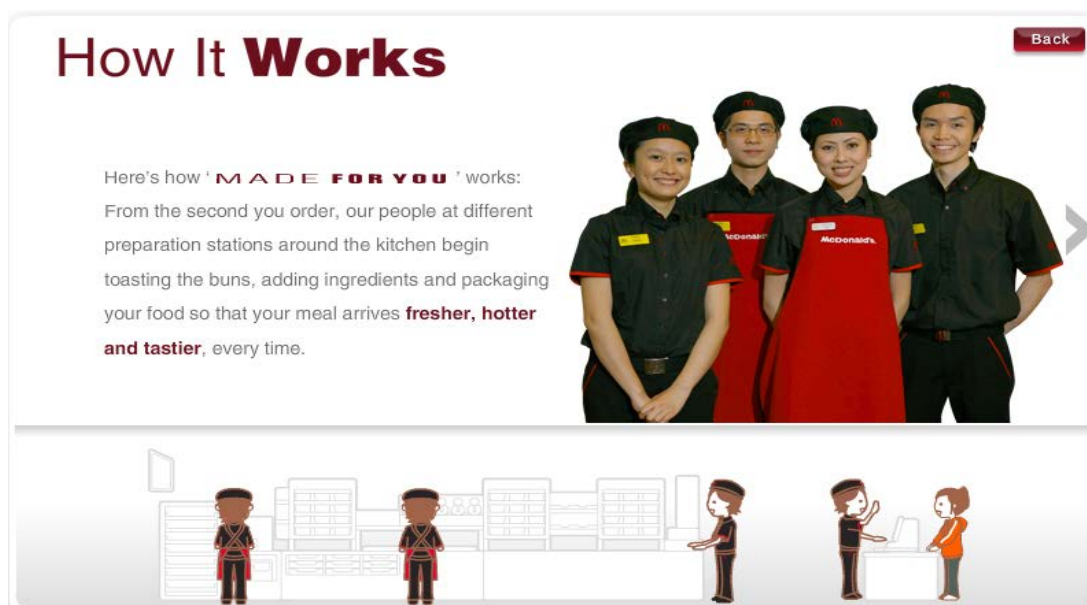 How It Works
Back
Here's how ‘ MADE FOR YOU ’ works:
From the second you order, our people at different
preparation stations around the kitchen begin
toasting the buns, adding ingredients and packaging
your food so that your meal arrives fresher, hotter
and tastier, every time.
McDonald's
McDonald's.